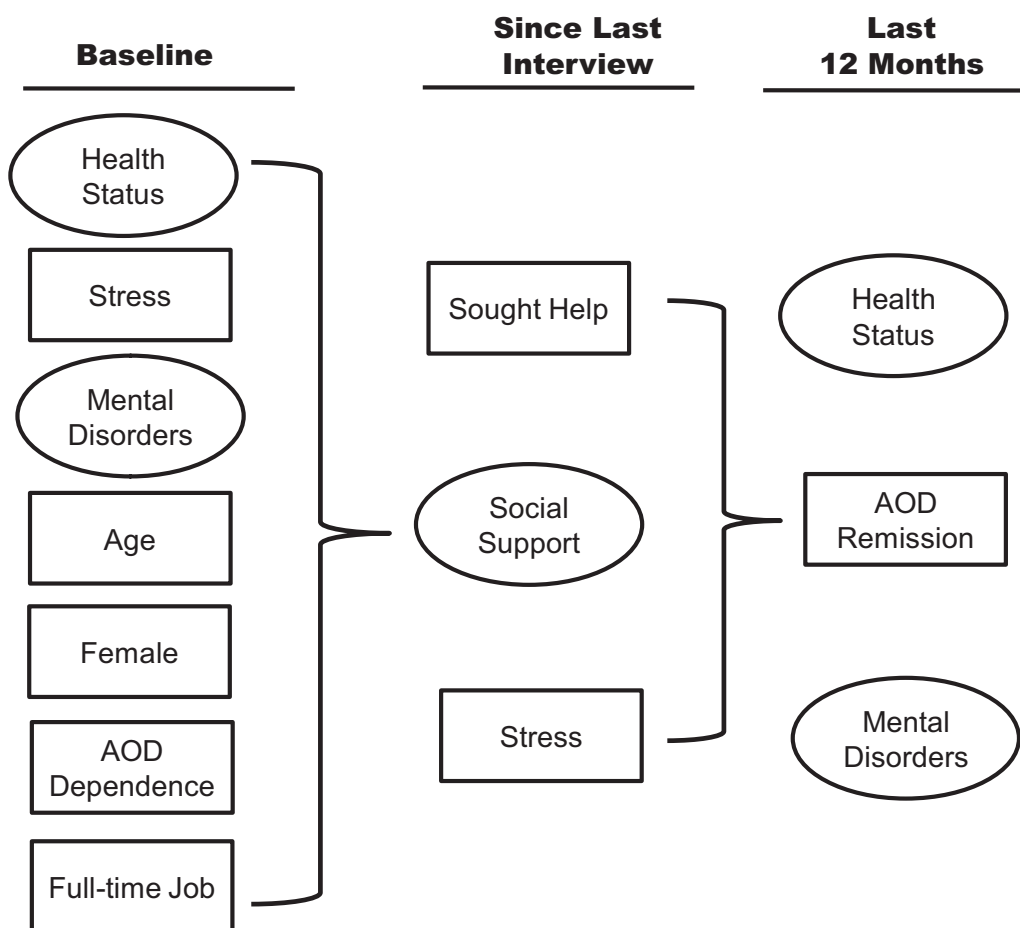 Baseline
Since Last
Interview
Last
12 Months
Health
Status
Stress
Mental
Disorders
Age
Female
AOD
Dependence
Full-time Job
Sought Help
Social
Support
Stress
Health
Status
AOD
Remission
Mental
Disorders